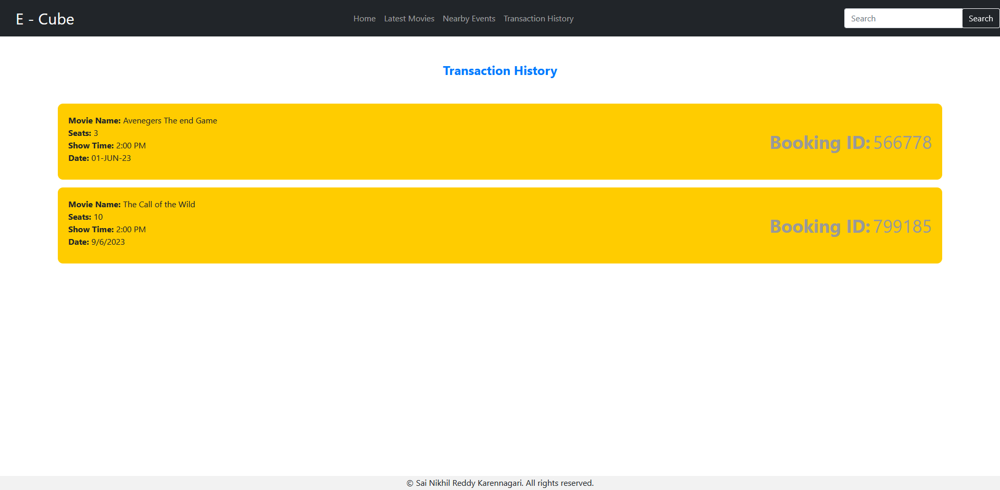 E - Cube
Home Latest Movies Nearby Events Transaction History
Search Search
Transaction History
Movie Name: Avenegers The end Game
Seats: 3
Show Time: 2:00 PM
Date: 01-JUN-23
Booking ID: 566778
Movie Name: The Call of the Wild
Seats: 10
Show Time: 2:00 PM
Date: 9/6/2023
Booking ID: 799185
© Sai Nikhil Reddy Karennagari. All rights reserved.